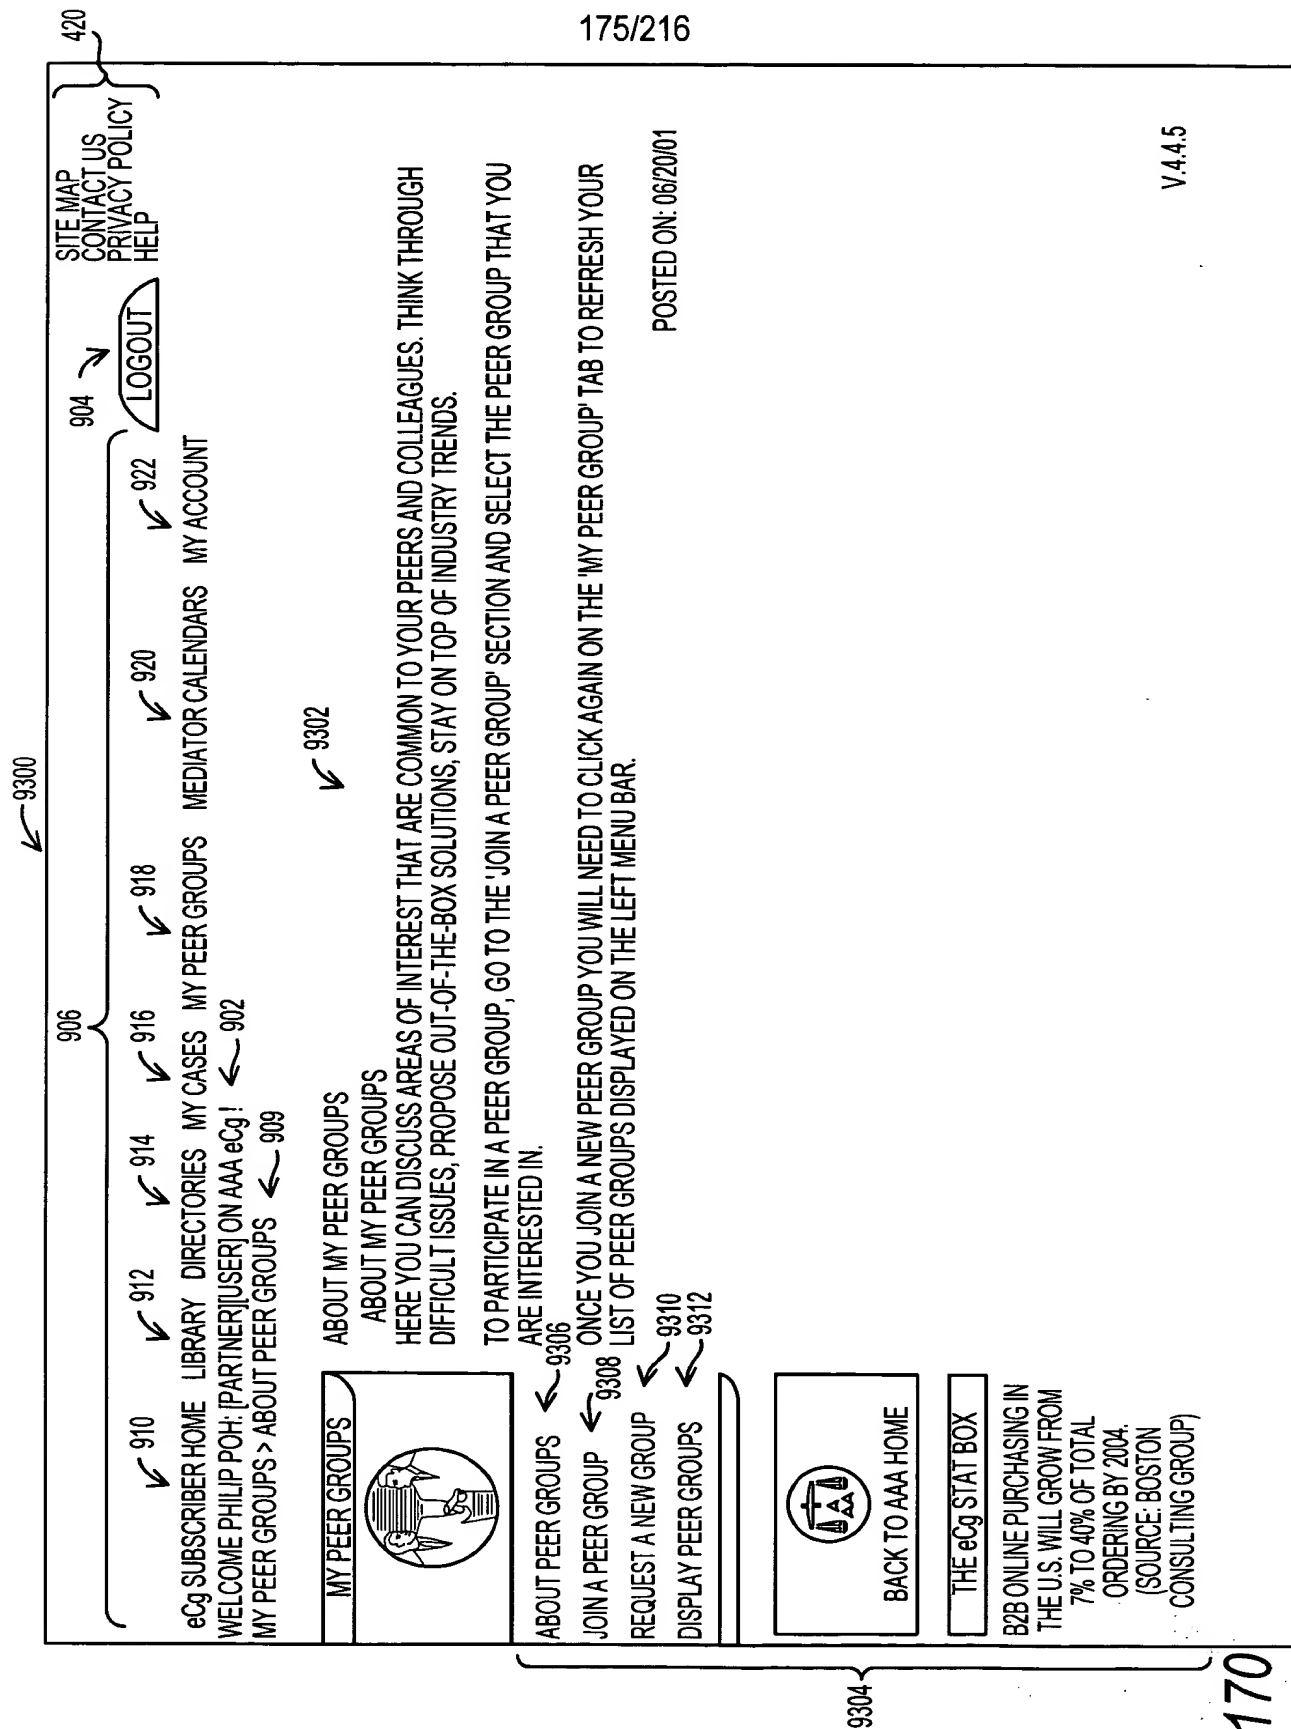 175/216
9300
420
SITE MAP
CONTACT US
PRIVACY POLICY
HELP
904
LOGOUT
906
910
912
914
916
918
920
922
eCg SUBSCRIBER HOME LIBRARY DIRECTORIES MY CASES MY PEER GROUPS MEDIATOR CALENDARS MY ACCOUNT
WELCOME PHILIP POH: [PARTNER][USER] ON AAA eCg !
902
MY PEER GROUPS > ABOUT PEER GROUPS
909
9302
MY PEER GROUPS
ABOUT MY PEER GROUPS
ABOUT MY PEER GROUPS
HERE YOU CAN DISCUSS AREAS OF INTEREST THAT ARE COMMON TO YOUR PEERS AND COLLEAGUES. THINK THROUGH
DIFFICULT ISSUES, PROPOSE OUT-OF-THE-BOX SOLUTIONS, STAY ON TOP OF INDUSTRY TRENDS.
TO PARTICIPATE IN A PEER GROUP, GO TO THE 'JOIN A PEER GROUP' SECTION AND SELECT THE PEER GROUP THAT YOU
ARE INTERESTED IN.
ONCE YOU JOIN A NEW PEER GROUP YOU WILL NEED TO CLICK AGAIN ON THE 'MY PEER GROUP' TAB TO REFRESH YOUR
LIST OF PEER GROUPS DISPLAYED ON THE LEFT MENU BAR.
POSTED ON: 06/20/01
ABOUT PEER GROUPS
9306
JOIN A PEER GROUP
9308
REQUEST A NEW GROUP
9310
DISPLAY PEER GROUPS
9312
9304
AAA
BACK TO AAA HOME
THE eCg STAT BOX
B2B ONLINE PURCHASING IN
THE U.S. WILL GROW FROM
7% TO 40% OF TOTAL
ORDERING BY 2004.
(SOURCE: BOSTON
CONSULTING GROUP)
V.4.4.5
170